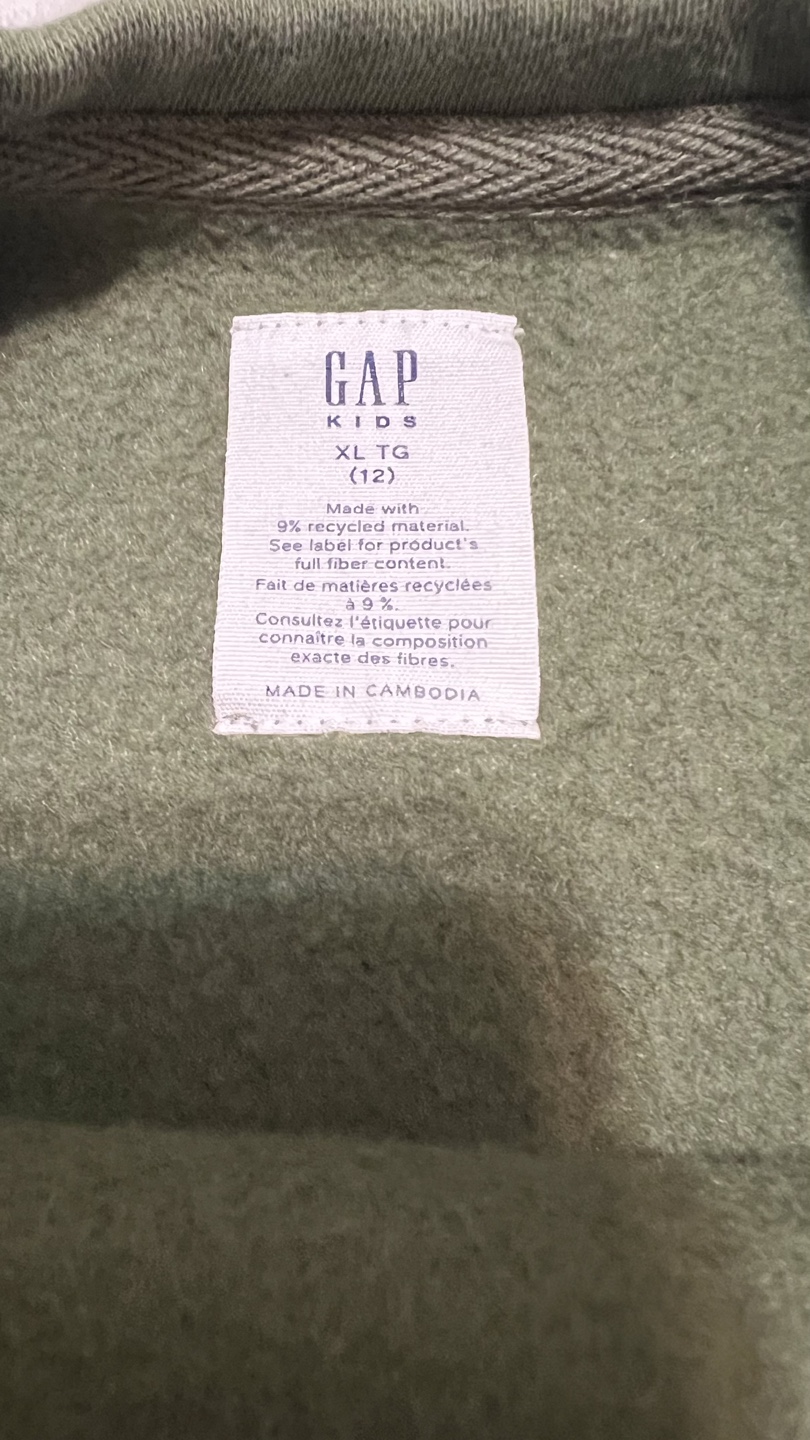 GAP
KIDS
XL TG
(12)
Made with
9% recycled material.
See label for product's
full fiber content.
Fait de matières recyclées
à 9 %.
Consultez l'étiquette pour
connaître la composition
exacte des fibres.
MADE IN CAMBODIA